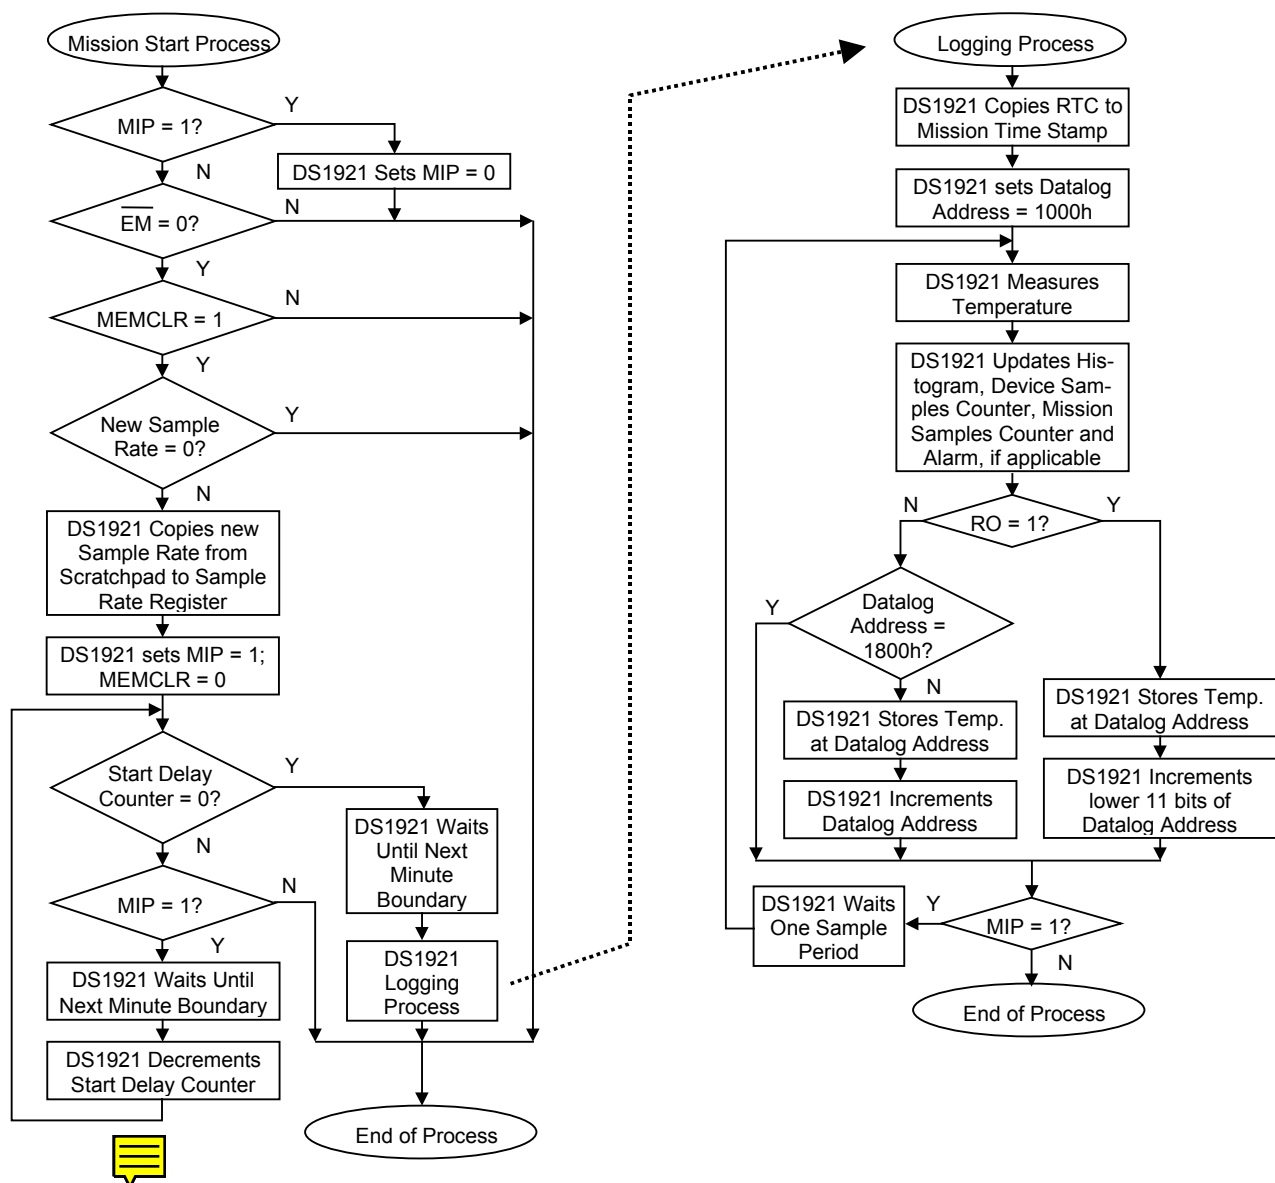 Mission Start Process
MIP = 1?
Y
N
DS1921 Sets MIP = 0
EM = 0?
N
Y
MEMCLR = 1
N
Y
New Sample
Rate = 0?
Y
N
DS1921 Copies new
Sample Rate from
Scratchpad to Sample
Rate Register
DS1921 sets MIP = 1;
MEMCLR = 0
Start Delay
Counter = 0?
Y
N
DS1921 Waits
Until Next
Minute
Boundary
MIP = 1?
N
Y
DS1921 Waits Until
Next Minute Boundary
DS1921
Logging
Process
DS1921 Decrements
Start Delay Counter
End of Process
Logging Process
DS1921 Copies RTC to
Mission Time Stamp
DS1921 sets Datalog
Address = 1000h
DS1921 Measures
Temperature
DS1921 Updates His-
togram, Device Sam-
ples Counter, Mission
Samples Counter and
Alarm, if applicable
N
RO = 1?
Y
Datalog
Address =
1800h?
Y
N
DS1921 Stores Temp.
at Datalog Address
DS1921 Increments
Datalog Address
DS1921 Stores Temp.
at Datalog Address
DS1921 Increments
lower 11 bits of
Datalog Address
DS1921 Waits
One Sample
Period
Y
MIP = 1?
N
End of Process